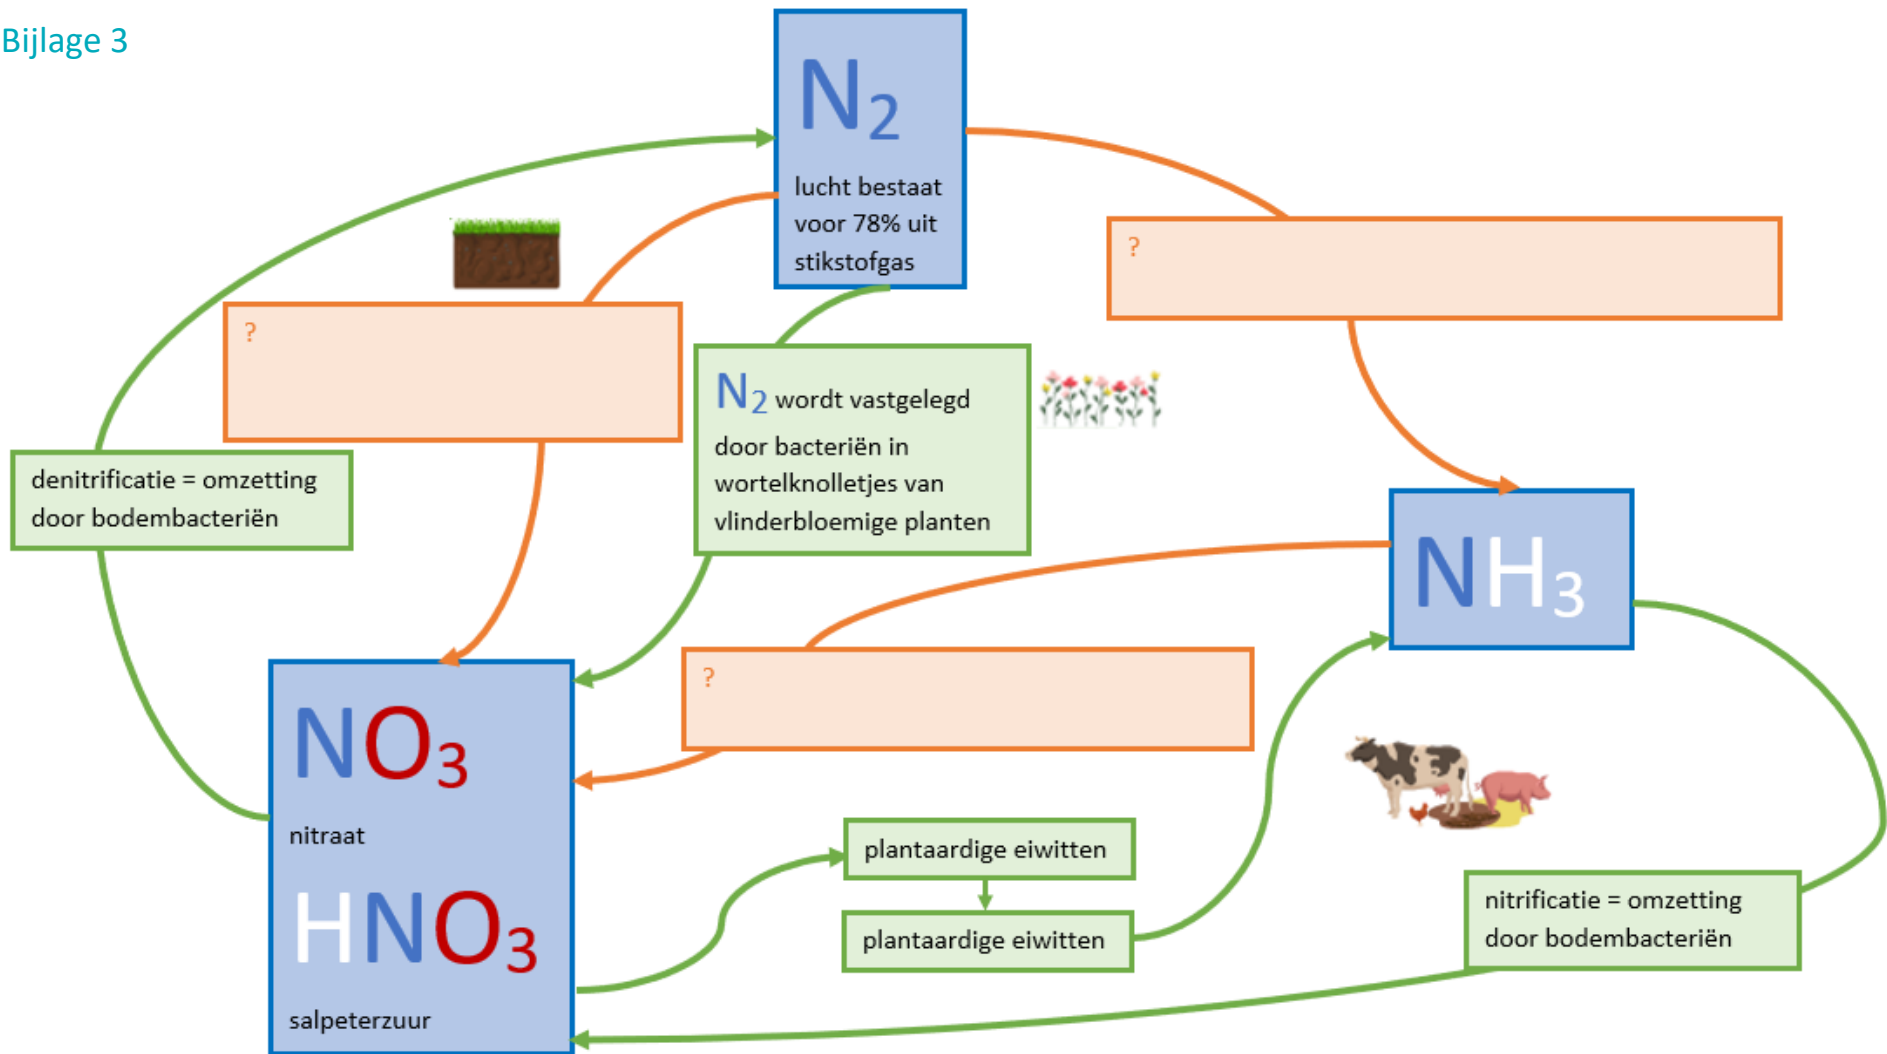 Bijlage 3
N2
lucht bestaat
voor 78% uit
stikstofgas
?
?
N2 wordt vastgelegd
door bacteriën in
wortelknolletjes van
vlinderbloemige planten
denitrificatie = omzetting
door bodembacteriën
NH3
?
NO3
nitraat
HNO3
salpeterzuur
plantaardige eiwitten
plantaardige eiwitten
nitrificatie = omzetting
door bodembacteriën